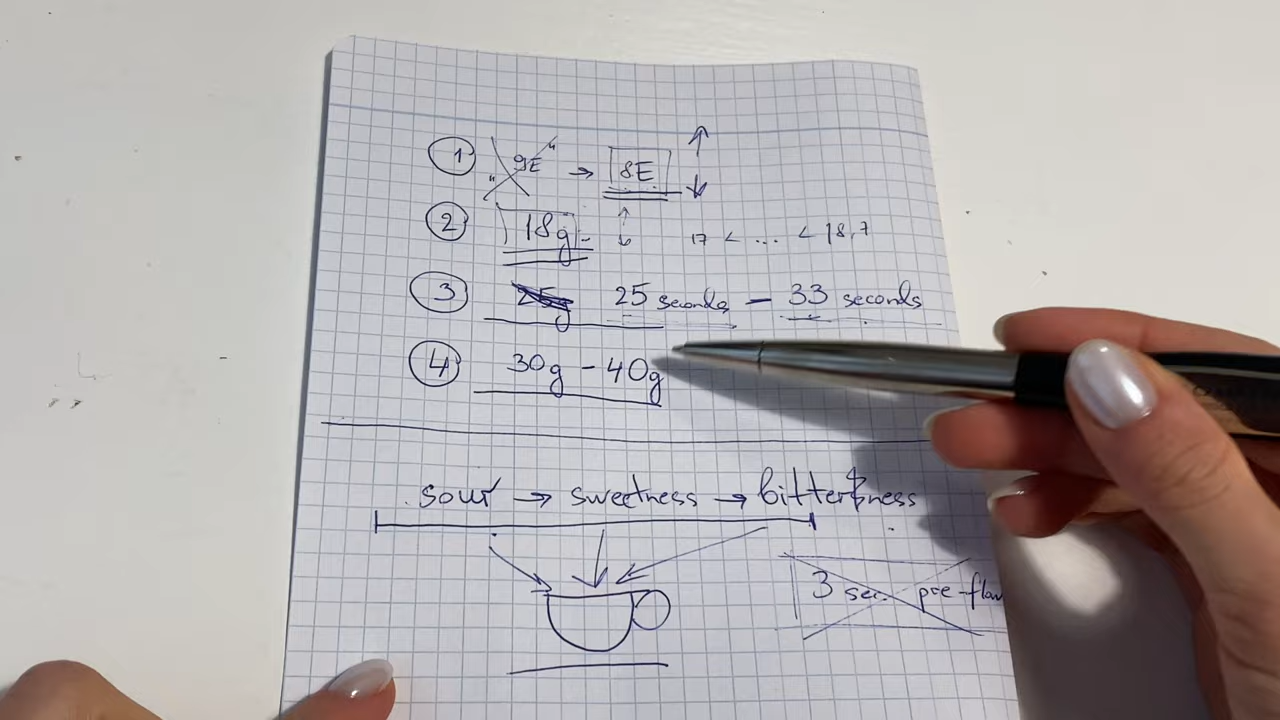 1 "9E" → 8E
2 18g 17 < ... < 18,7
3 25g 25 seconds - 33 seconds
4 30g - 40g
sour → sweetness → bitterness
3 sec. pre-flow